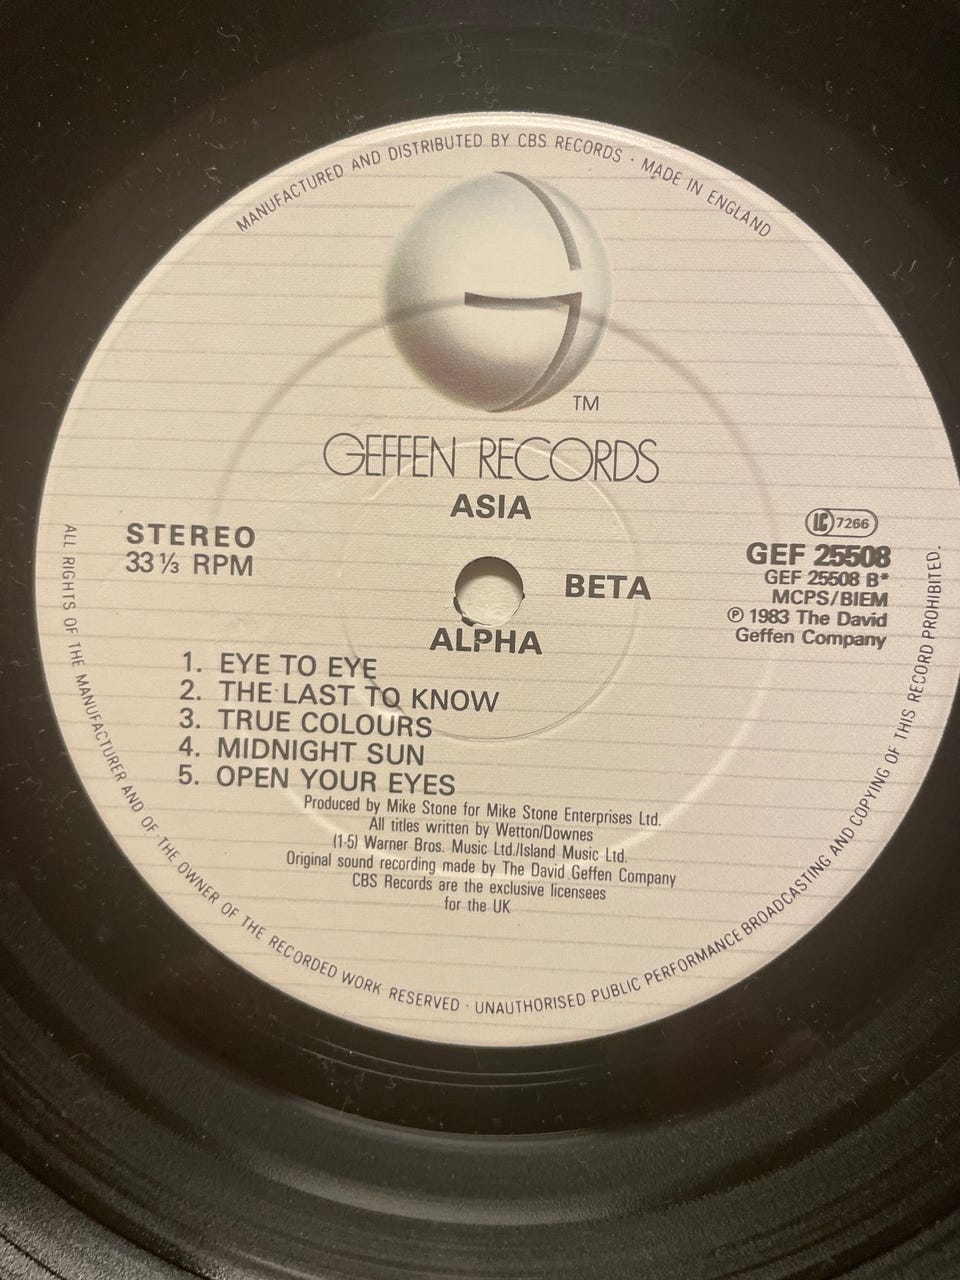 MANUFACTURED AND DISTRIBUTED BY CBS RECORDS · MADE IN ENGLAND
TM
GEFFEN RECORDS
ASIA
STEREO
33⅓ RPM
LC 7266
GEF 25508
GEF 25508 B*
MCPS/BIEM
℗ 1983 The David
Geffen Company
BETA
ALPHA
1. EYE TO EYE
2. THE LAST TO KNOW
3. TRUE COLOURS
4. MIDNIGHT SUN
5. OPEN YOUR EYES
Produced by Mike Stone for Mike Stone Enterprises Ltd.
All titles written by Wetton/Downes
(1-5) Warner Bros. Music Ltd./Island Music Ltd.
Original sound recording made by The David Geffen Company
CBS Records are the exclusive licensees
for the UK
ALL RIGHTS OF THE MANUFACTURER AND OF THE OWNER OF THE RECORDED WORK RESERVED · UNAUTHORISED PUBLIC PERFORMANCE BROADCASTING AND COPYING OF THIS RECORD PROHIBITED.